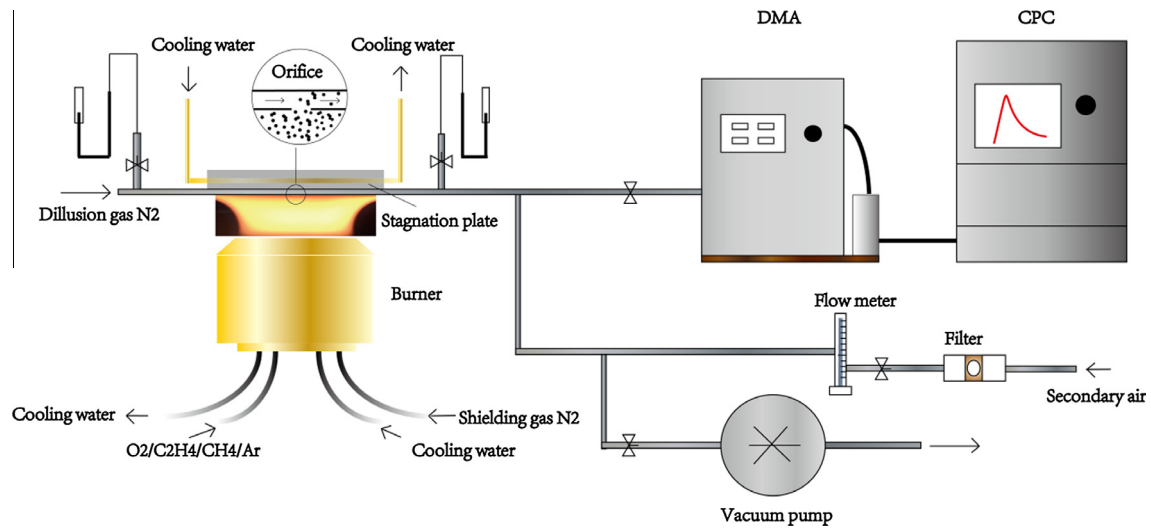 DMA
CPC
Cooling water
Cooling water
Orifice
Dillusion gas N2
Stagnation plate
Burner
Flow meter
Filter
Secondary air
Cooling water
Shielding gas N2
O2/C2H4/CH4/Ar
Cooling water
Vacuum pump